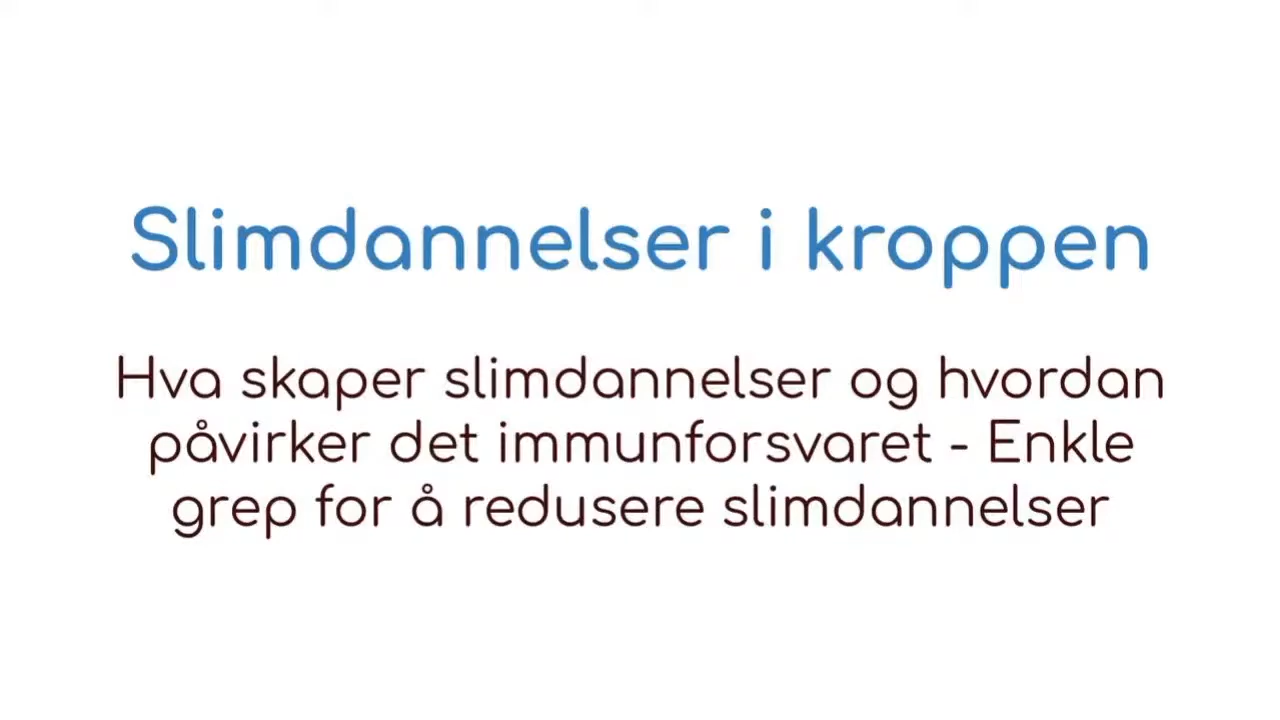 Slimdannelser i kroppen
Hva skaper slimdannelser og hvordan
påvirker det immunforsvaret - Enkle
grep for å redusere slimdannelser